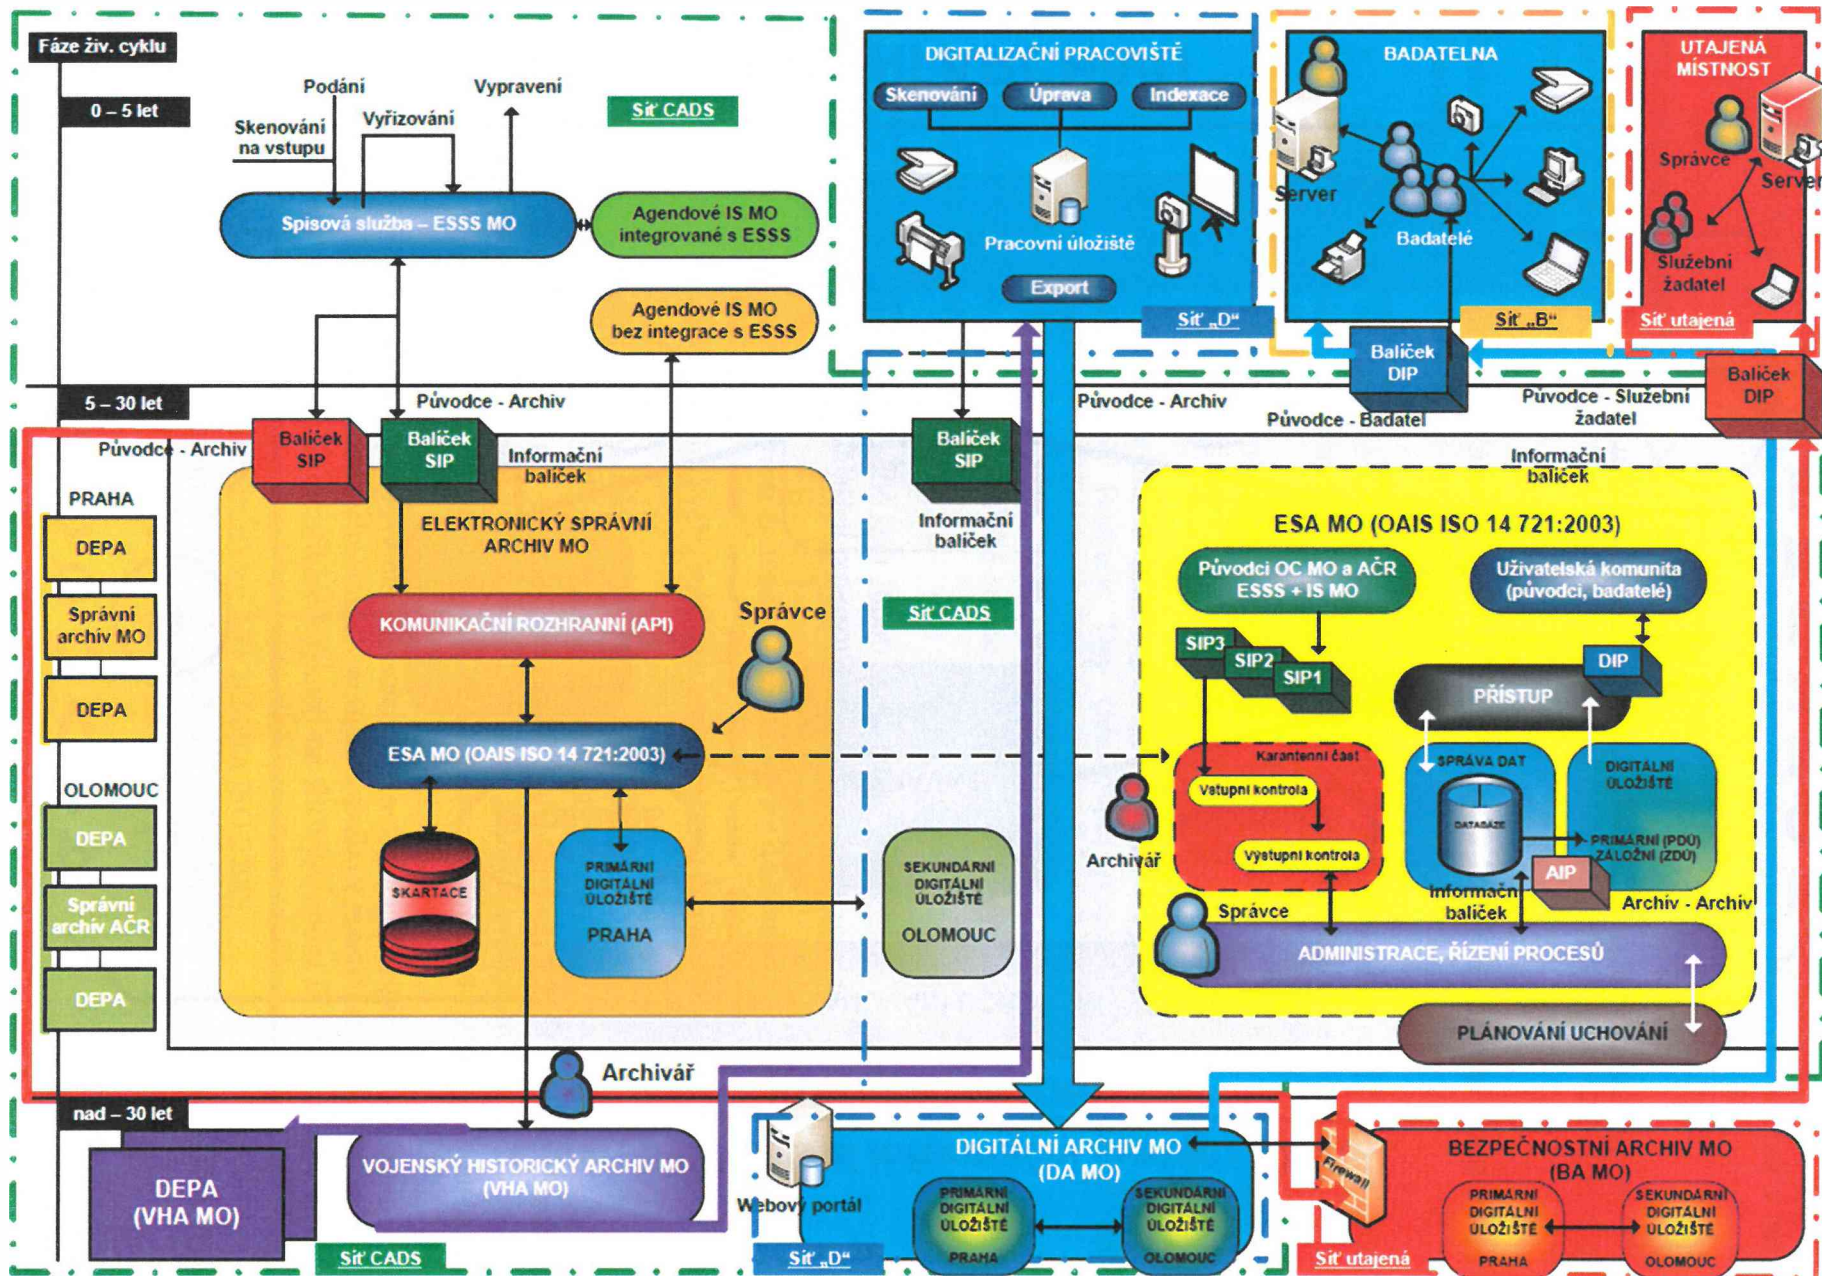 Fáze živ. cyklu
0 – 5 let
Podání
Vypravení
Skenování
na vstupu
Vyřizování
Síť CADS
Spisová služba – ESSS MO
Agendové IS MO
integrované s ESSS
Agendové IS MO
bez integrace s ESSS
DIGITALIZAČNÍ PRACOVIŠTĚ
Skenování
Úprava
Indexace
Pracovní úložiště
Export
Síť „D“
BADATELNA
Server
Badatelé
Síť „B“
UTAJENÁ
MÍSTNOST
Správce
Server
Služební
žadatel
Síť utajená
Balíček
DIP
Balíček
DIP
5 – 30 let
Původce - Archiv
Původce - Archiv
Původce - Archiv
Původce - Badatel
Původce - Služební
žadatel
Balíček
SIP
Balíček
SIP
Informační
balíček
Balíček
SIP
Informační
balíček
Informační
balíček
PRAHA
DEPA
Správní
archiv MO
DEPA
OLOMOUC
DEPA
Správní
archiv AČR
DEPA
ELEKTRONICKÝ SPRÁVNÍ
ARCHIV MO
KOMUNIKAČNÍ ROZHRANNÍ (API)
Správce
ESA MO (OAIS ISO 14 721:2003)
SKARTACE
PRIMÁRNÍ
DIGITÁLNÍ
ÚLOŽIŠTĚ
PRAHA
Síť CADS
SEKUNDÁRNÍ
DIGITÁLNÍ
ÚLOŽIŠTĚ
OLOMOUC
ESA MO (OAIS ISO 14 721:2003)
Původci OC MO a AČR
ESSS + IS MO
Uživatelská komunita
(původci, badatelé)
SIP3
SIP2
SIP1
DIP
PŘÍSTUP
Karantenní část
Vstupní kontrola
Výstupní kontrola
Archivář
SPRÁVA DAT
DATABÁZE
DIGITÁLNÍ
ÚLOŽIŠTĚ
PRIMÁRNÍ (PDÚ)
ZÁLOŽNÍ (ZDÚ)
AIP
Informační
balíček
Archiv - Archiv
Správce
ADMINISTRACE, ŘÍZENÍ PROCESŮ
PLÁNOVÁNÍ UCHOVÁNÍ
Archivář
nad – 30 let
DEPA
(VHA MO)
VOJENSKÝ HISTORICKÝ ARCHIV MO
(VHA MO)
Síť CADS
Webový portál
DIGITÁLNÍ ARCHIV MO
(DA MO)
PRIMÁRNÍ
DIGITÁLNÍ
ÚLOŽIŠTĚ
PRAHA
SEKUNDÁRNÍ
DIGITÁLNÍ
ÚLOŽIŠTĚ
OLOMOUC
Síť „D“
Firewall
BEZPEČNOSTNÍ ARCHIV MO
(BA MO)
PRIMÁRNÍ
DIGITÁLNÍ
ÚLOŽIŠTĚ
PRAHA
SEKUNDÁRNÍ
DIGITÁLNÍ
ÚLOŽIŠTĚ
OLOMOUC
Síť utajená